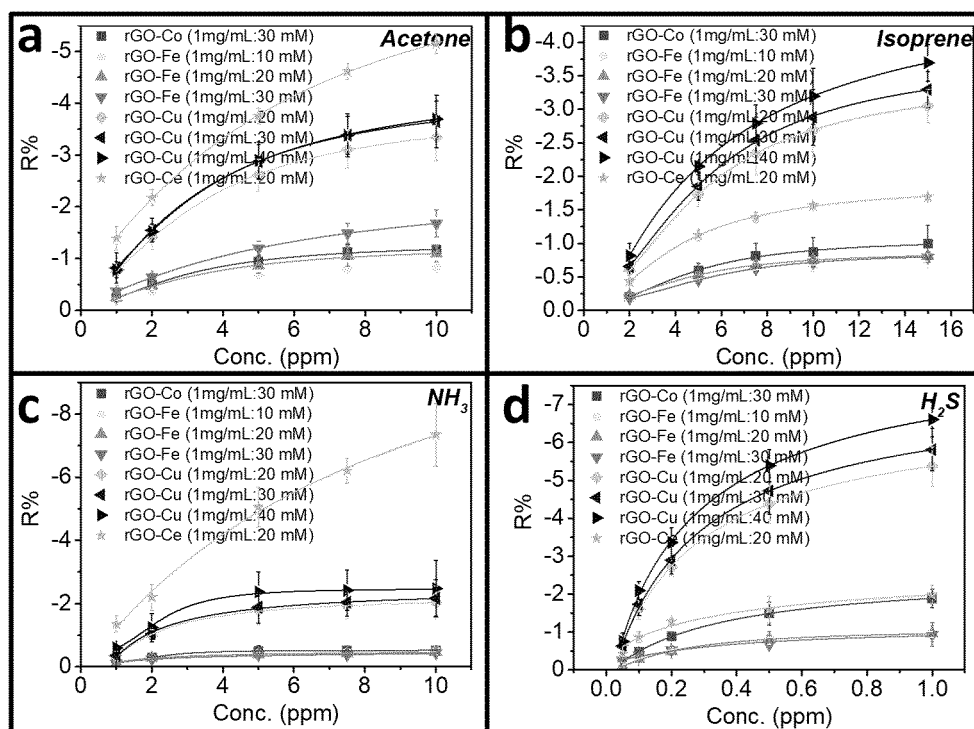 a
Acetone
rGO-Co (1mg/mL:30 mM)
rGO-Fe (1mg/mL:10 mM)
rGO-Fe (1mg/mL:20 mM)
rGO-Fe (1mg/mL:30 mM)
rGO-Cu (1mg/mL:20 mM)
rGO-Cu (1mg/mL:30 mM)
rGO-Cu (1mg/mL:40 mM)
rGO-Ce (1mg/mL:20 mM)
R%
-5
-4
-3
-2
-1
0
0 2 4 6 8 10
Conc. (ppm)
b
Isoprene
rGO-Co (1mg/mL:30 mM)
rGO-Fe (1mg/mL:10 mM)
rGO-Fe (1mg/mL:20 mM)
rGO-Fe (1mg/mL:30 mM)
rGO-Cu (1mg/mL:20 mM)
rGO-Cu (1mg/mL:30 mM)
rGO-Cu (1mg/mL:40 mM)
rGO-Ce (1mg/mL:20 mM)
R%
-4.0
-3.5
-3.0
-2.5
-2.0
-1.5
-1.0
-0.5
0.0
0 2 4 6 8 10 12 14 16
Conc. (ppm)
c
NH3
rGO-Co (1mg/mL:30 mM)
rGO-Fe (1mg/mL:10 mM)
rGO-Fe (1mg/mL:20 mM)
rGO-Fe (1mg/mL:30 mM)
rGO-Cu (1mg/mL:20 mM)
rGO-Cu (1mg/mL:30 mM)
rGO-Cu (1mg/mL:40 mM)
rGO-Ce (1mg/mL:20 mM)
R%
-8
-6
-4
-2
0
0 2 4 6 8 10
Conc. (ppm)
d
H2S
rGO-Co (1mg/mL:30 mM)
rGO-Fe (1mg/mL:10 mM)
rGO-Fe (1mg/mL:20 mM)
rGO-Fe (1mg/mL:30 mM)
rGO-Cu (1mg/mL:20 mM)
rGO-Cu (1mg/mL:30 mM)
rGO-Cu (1mg/mL:40 mM)
rGO-Ce (1mg/mL:20 mM)
R%
-7
-6
-5
-4
-3
-2
-1
0
0.0 0.2 0.4 0.6 0.8 1.0
Conc. (ppm)